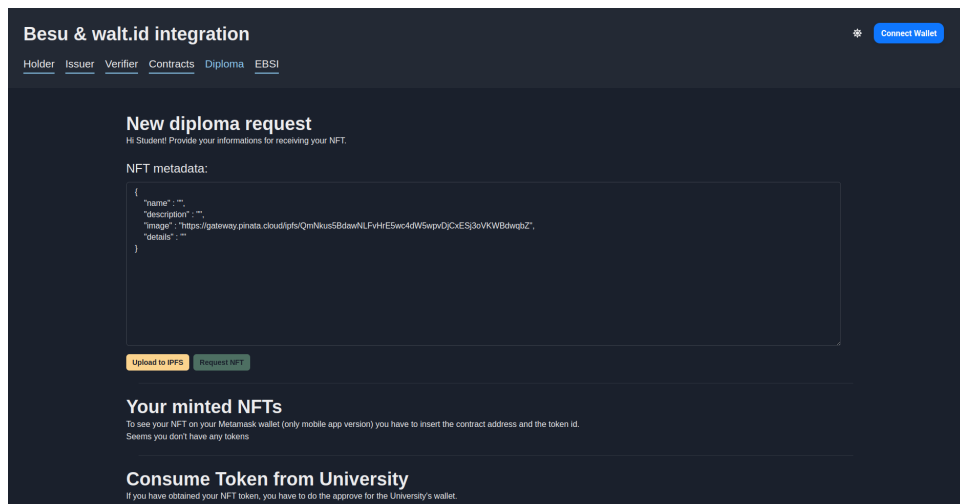 Besu & walt.id integration
Connect Wallet
Holder Issuer Verifier Contracts Diploma EBSI
New diploma request
Hi Student! Provide your informations for receiving your NFT.
NFT metadata:
{
"name" : "",
"description" : "",
"image" : "https://gateway.pinata.cloud/ipfs/QmNkus5BdawNLFvHrE5wc4dW5wpvDjCxESj3oVKWBdwqbZ",
"details" : ""
}
Upload to IPFS Request NFT
Your minted NFTs
To see your NFT on your Metamask wallet (only mobile app version) you have to insert the contract address and the token id.
Seems you don't have any tokens
Consume Token from University
If you have obtained your NFT token, you have to do the approve for the University's wallet.